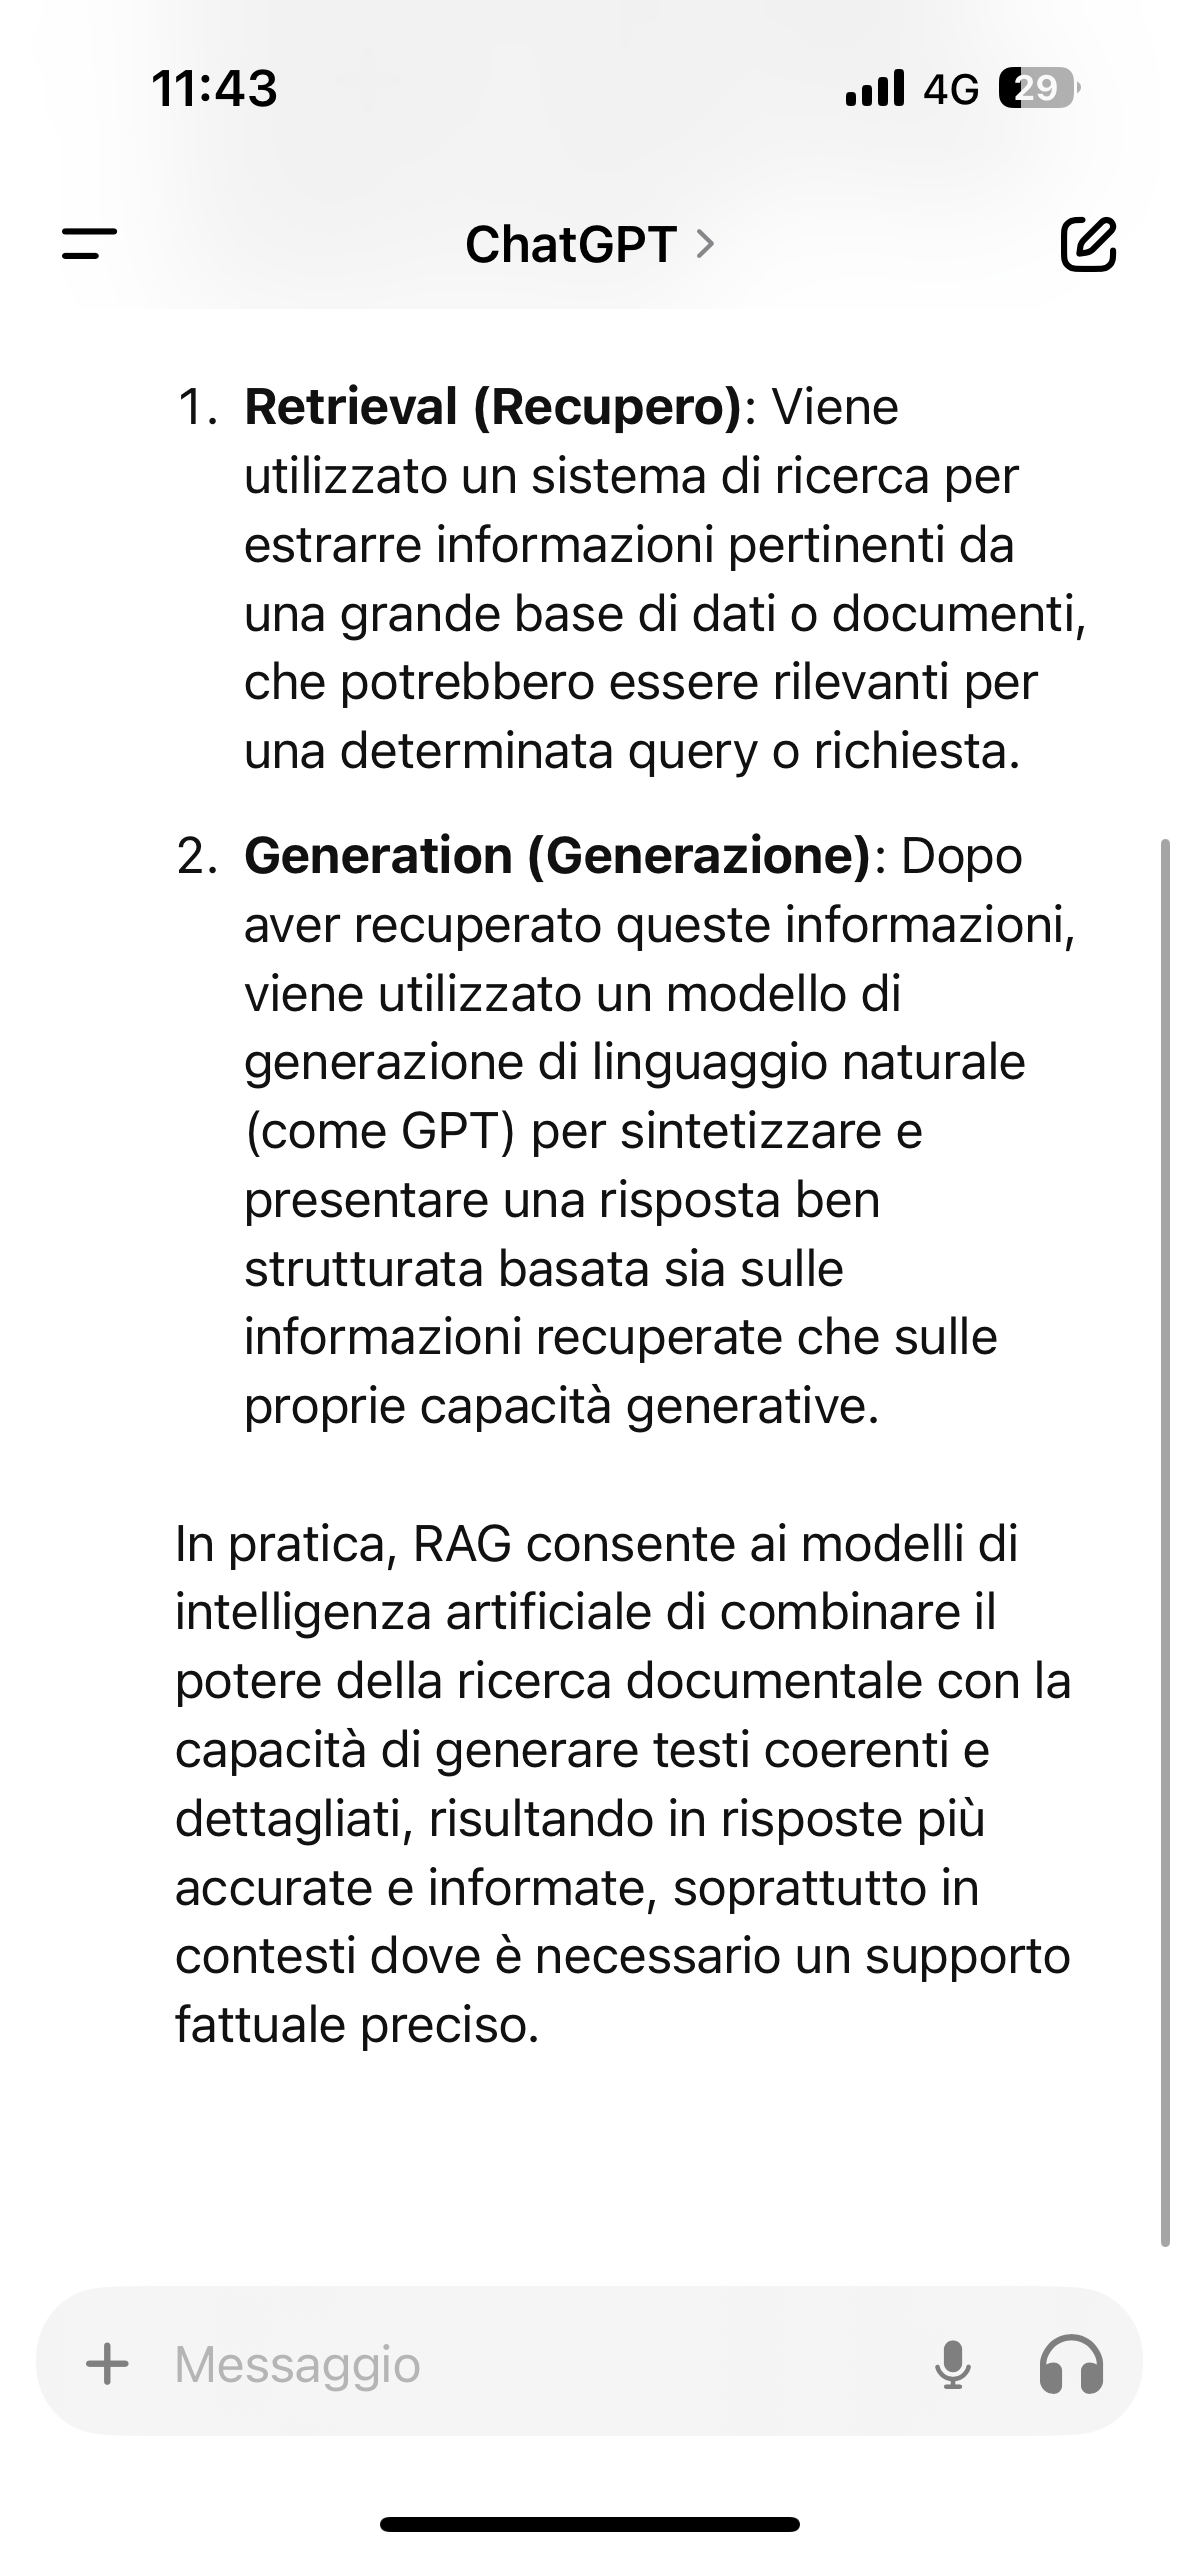 11:43
4G
29
ChatGPT
1. Retrieval (Recupero): Viene
utilizzato un sistema di ricerca per
estrarre informazioni pertinenti da
una grande base di dati o documenti,
che potrebbero essere rilevanti per
una determinata query o richiesta.
2. Generation (Generazione): Dopo
aver recuperato queste informazioni,
viene utilizzato un modello di
generazione di linguaggio naturale
(come GPT) per sintetizzare e
presentare una risposta ben
strutturata basata sia sulle
informazioni recuperate che sulle
proprie capacità generative.
In pratica, RAG consente ai modelli di
intelligenza artificiale di combinare il
potere della ricerca documentale con la
capacità di generare testi coerenti e
dettagliati, risultando in risposte più
accurate e informate, soprattutto in
contesti dove è necessario un supporto
fattuale preciso.
Messaggio